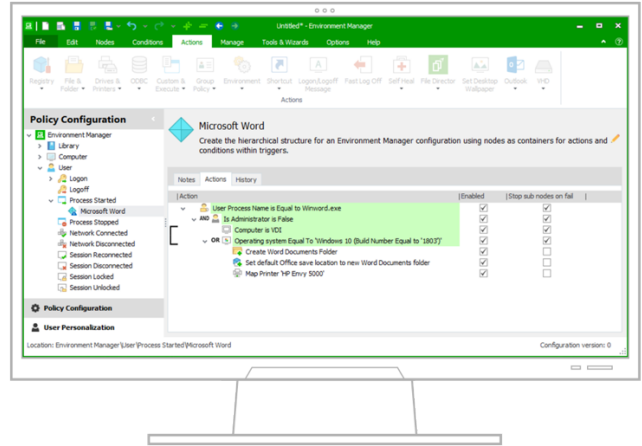 Untitled* - Environment Manager
File Edit Nodes Conditions Actions Manage Tools & Wizards Options Help
Registry File & Folder Drives & Printers ODBC Custom & Execute Group Policy Environment Shortcut Logon/Logoff Message Fast Log Off Self Heal File Director Set Desktop Wallpaper Outlook VHD
Actions
Policy Configuration
Environment Manager
Library
Computer
User
Logon
Logoff
Process Started
Microsoft Word
Process Stopped
Network Connected
Network Disconnected
Session Reconnected
Session Disconnected
Session Locked
Session Unlocked
Policy Configuration
User Personalization
Microsoft Word
Create the hierarchical structure for an Environment Manager configuration using nodes as containers for actions and
conditions within triggers.
Notes Actions History
Action Enabled Stop sub nodes on fail
User Process Name is Equal to Winword.exe
AND Is Administrator is False
Computer is VDI
OR Operating system Equal To 'Windows 10 (Build Number Equal to '1803')'
Create Word Documents Folder
Set default Office save location to new Word Documents folder
Map Printer 'HP Envy 5000'
Location: Environment Manager\User\Process Started\Microsoft Word Configuration version: 0